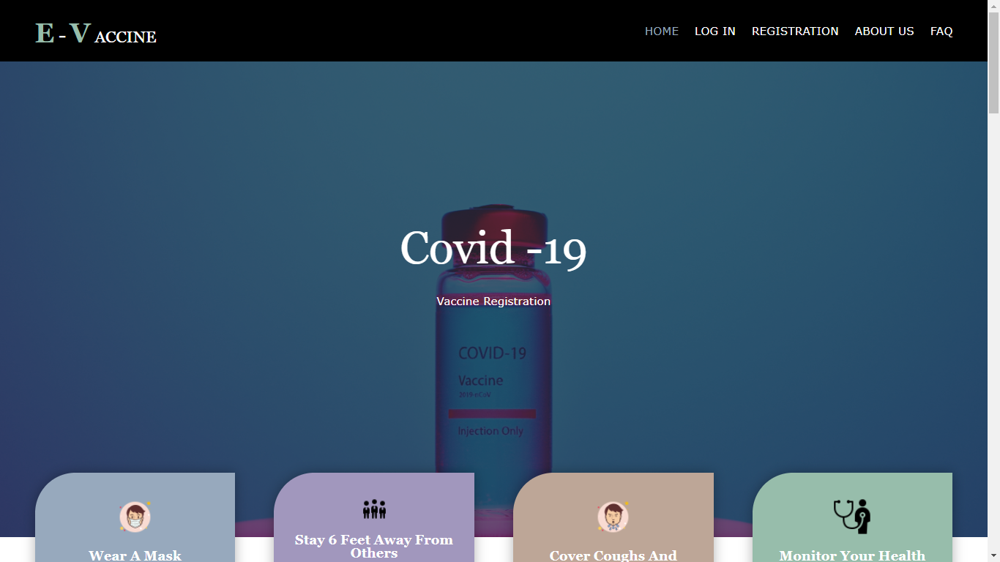 E - V ACCINE
HOME LOG IN REGISTRATION ABOUT US FAQ
Covid -19
Vaccine Registration
COVID-19
Vaccine
2019-nCoV
Injection Only
Wear A Mask
Stay 6 Feet Away From
Others
Cover Coughs And
Monitor Your Health